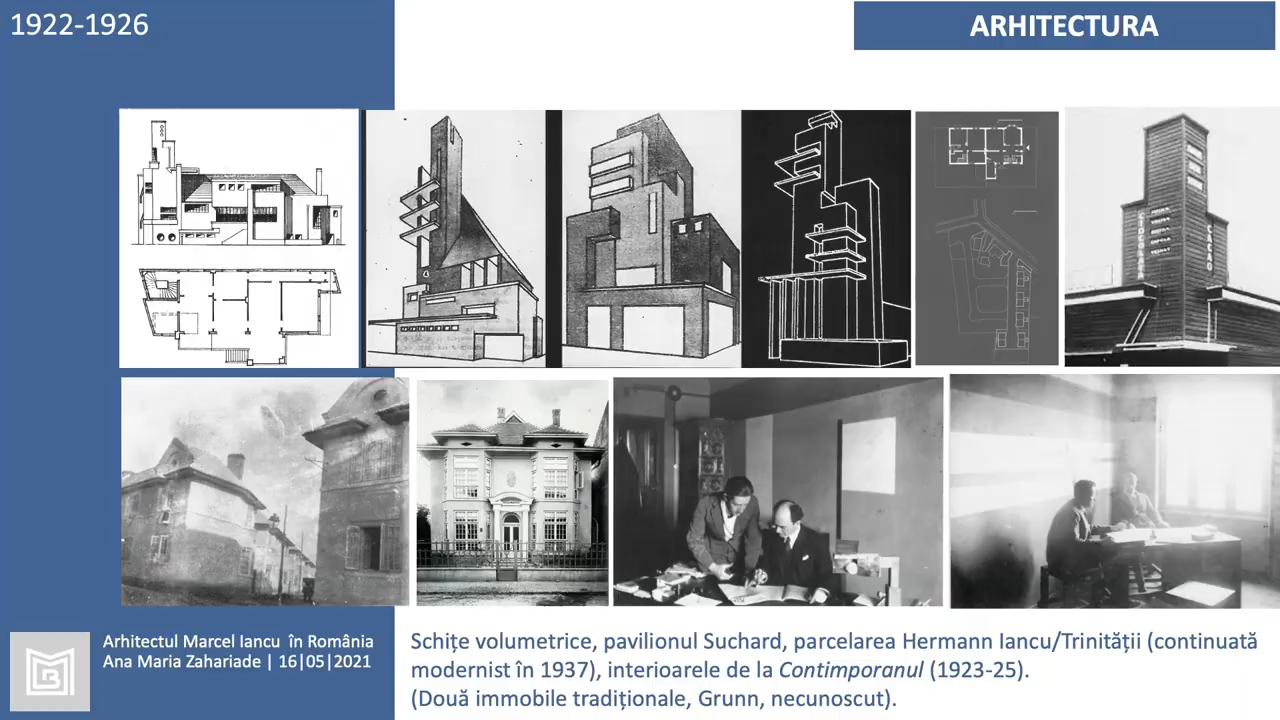 1922-1926
ARHITECTURA
CACAO
Arhitectul Marcel Iancu în România
Ana Maria Zahariade | 16|05|2021
Schițe volumetrice, pavilionul Suchard, parcelarea Hermann Iancu/Trinității (continuată
modernist în 1937), interioarele de la Contimporanul (1923-25).
(Două immobile tradiționale, Grunn, necunoscut).